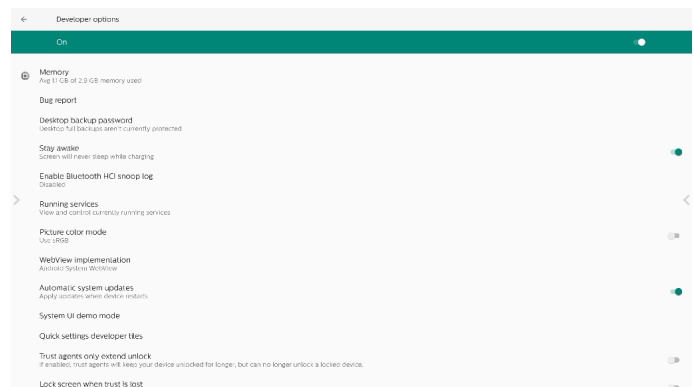 Developer options
On
Memory
Avg 1.1 GB of 2.9 GB memory used
Bug report
Desktop backup password
Desktop full backups aren't currently protected
Stay awake
Screen will never sleep while charging
Enable Bluetooth HCI snoop log
Disabled
Running services
View and control currently running services
Picture color mode
Use sRGB
WebView implementation
Android System WebView
Automatic system updates
Apply updates when device restarts
System UI demo mode
Quick settings developer tiles
Trust agents only extend unlock
If enabled, trust agents will keep your device unlocked for longer, but can no longer unlock a locked device.
Lock screen when trust is lost